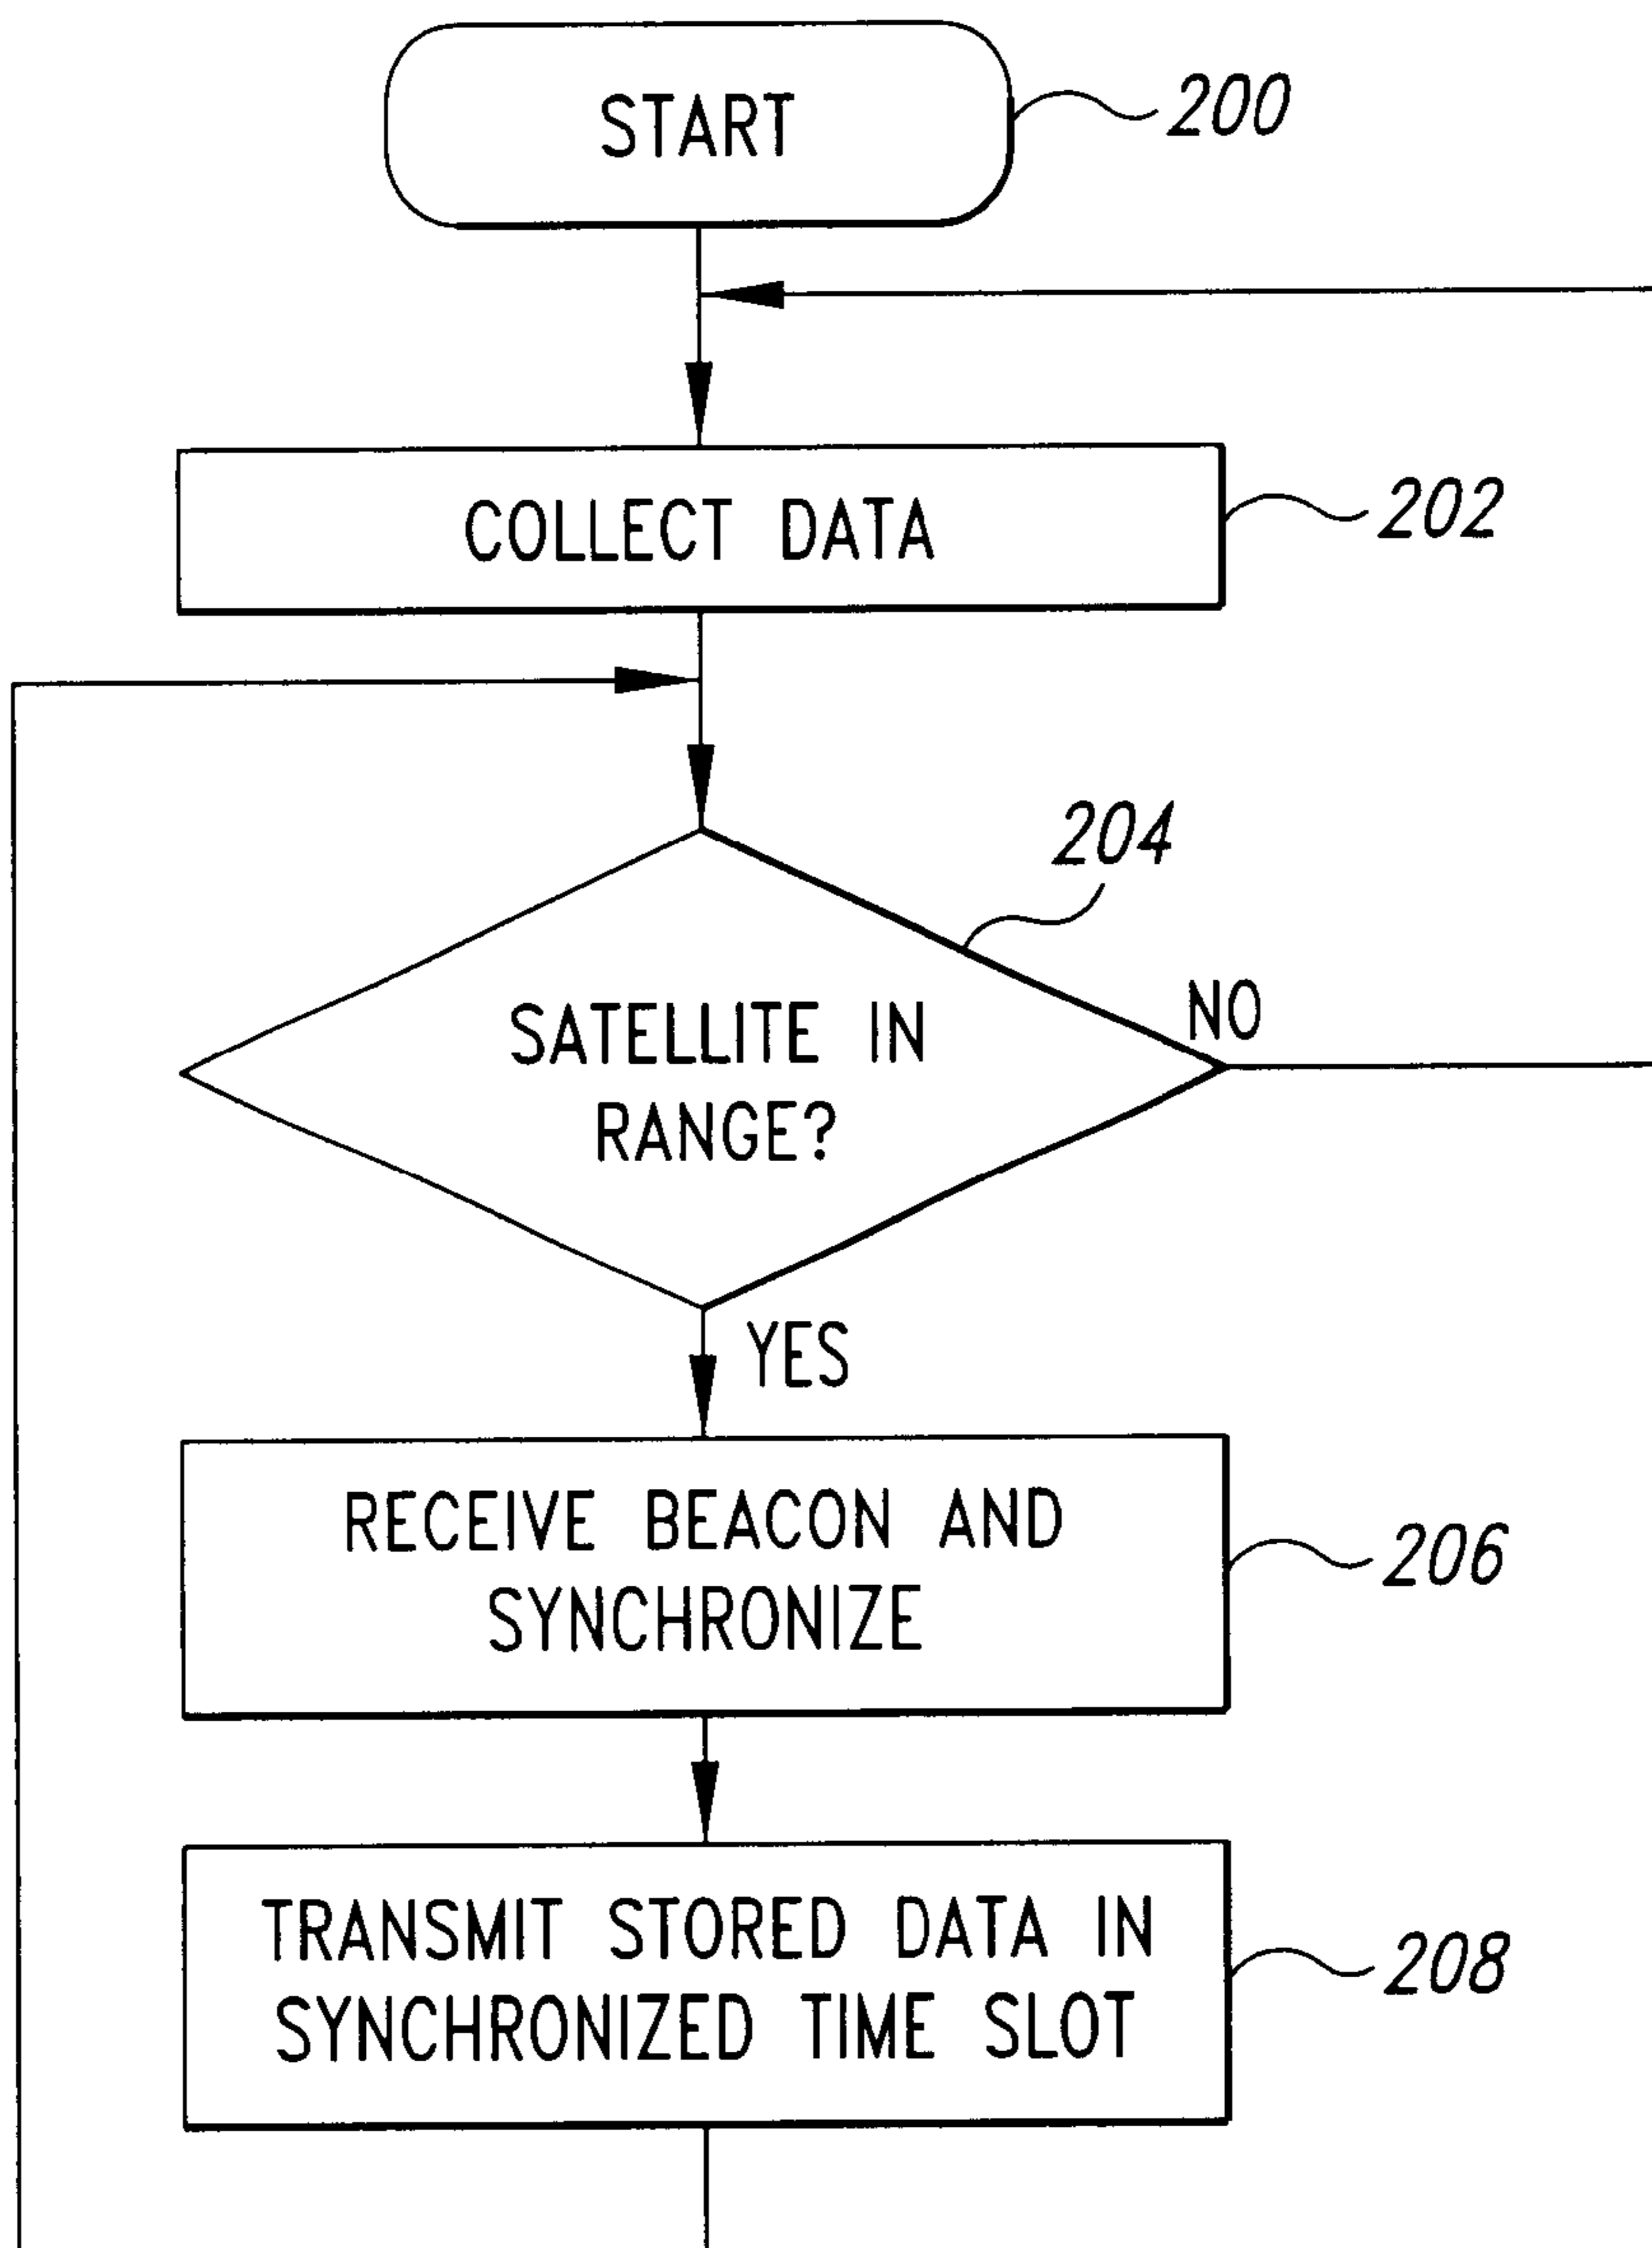 START
200
COLLECT DATA
202
204
SATELLITE IN
RANGE?
NO
YES
RECEIVE BEACON AND
SYNCHRONIZE
206
TRANSMIT STORED DATA IN
SYNCHRONIZED TIME SLOT
208